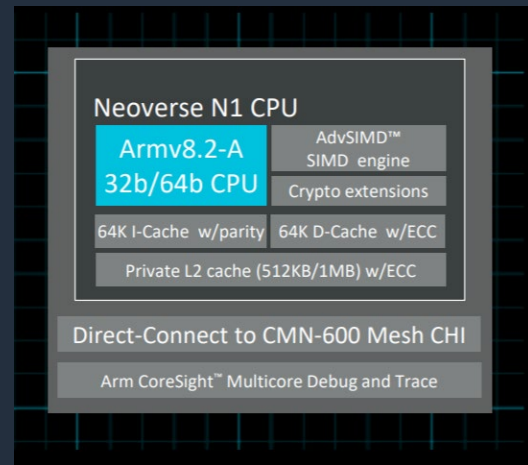 Neoverse N1 CPU
Armv8.2-A
32b/64b CPU
AdvSIMD™
SIMD engine
Crypto extensions
64K I-Cache w/parity
64K D-Cache w/ECC
Private L2 cache (512KB/1MB) w/ECC
Direct-Connect to CMN-600 Mesh CHI
Arm CoreSight™ Multicore Debug and Trace